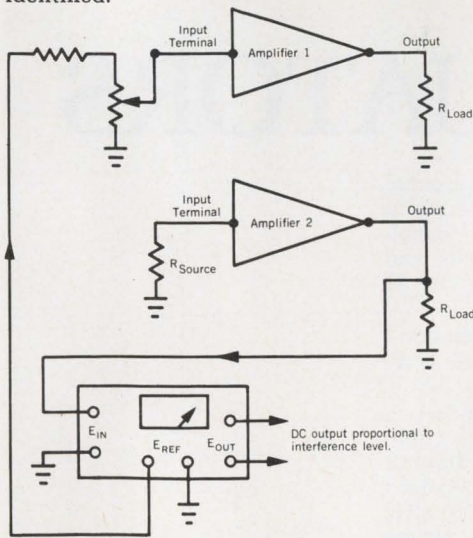 identified.
Input
Terminal
Amplifier 1
Output
RLoad
Input
Terminal
Amplifier 2
Output
RSource
RLoad
EIN
EREF
EOUT
DC output proportional to
interference level.